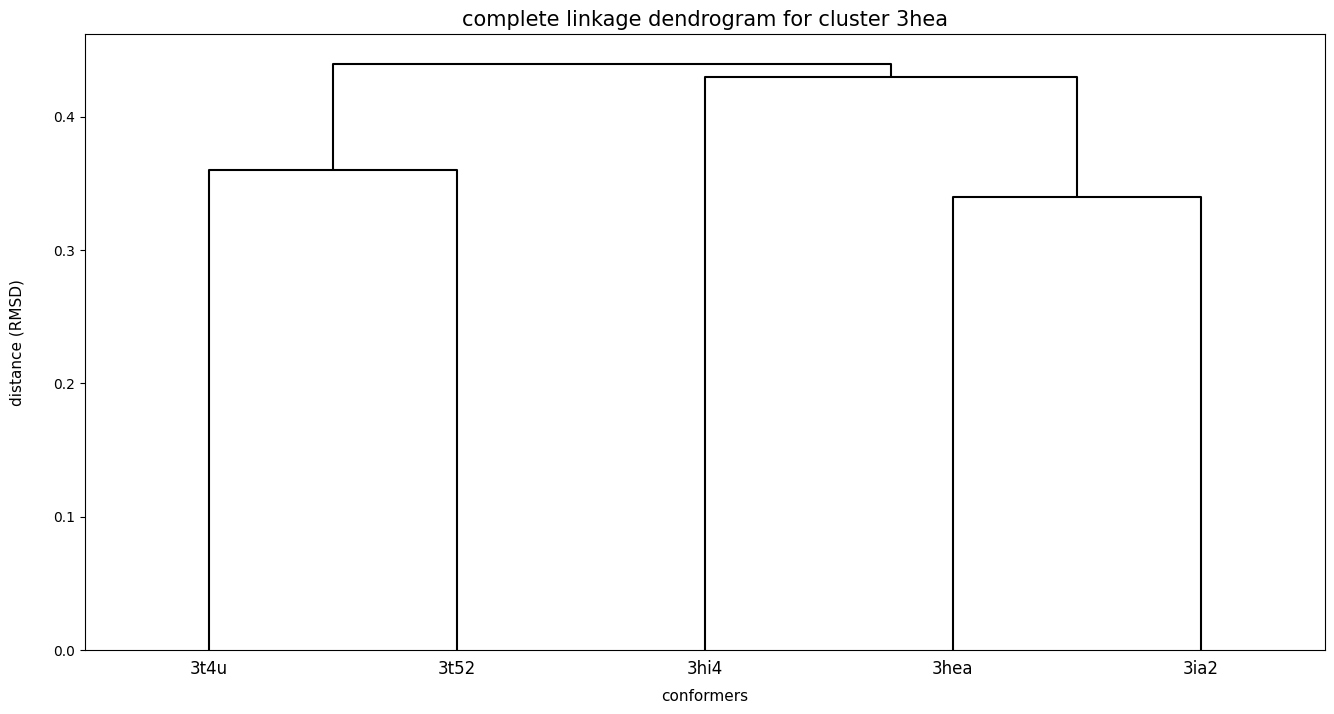 complete linkage dendrogram for cluster 3hea
distance (RMSD)
0.4
0.3
0.2
0.1
0.0
3t4u 3t52 3hi4 3hea 3ia2
conformers